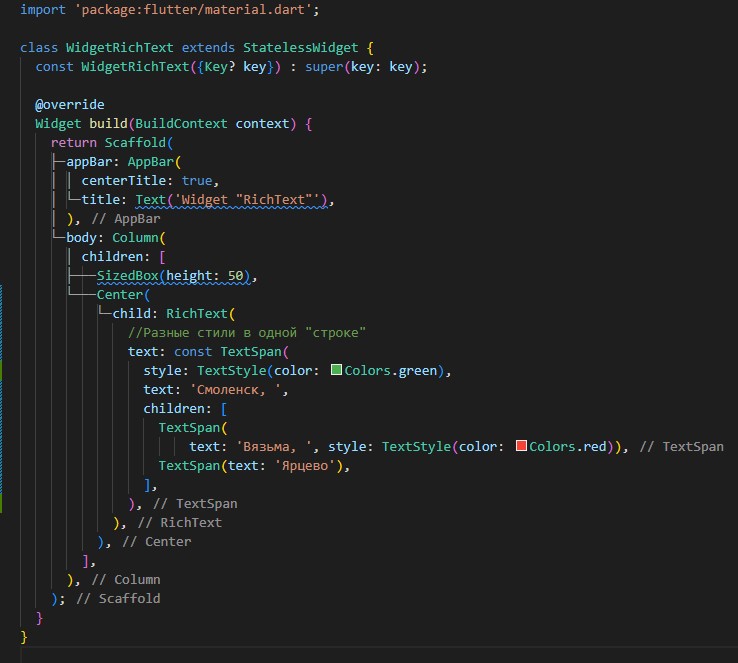 import 'package:flutter/material.dart';
class WidgetRichText extends StatelessWidget {
const WidgetRichText({Key? key}) : super(key: key);
@override
Widget build(BuildContext context) {
return Scaffold(
appBar: AppBar(
centerTitle: true,
title: Text('Widget "RichText"'),
), // AppBar
body: Column(
children: [
SizedBox(height: 50),
Center(
child: RichText(
//Разные стили в одной "строке"
text: const TextSpan(
style: TextStyle(color: Colors.green),
text: 'Смоленск, ',
children: [
TextSpan(
text: 'Вязьма, ', style: TextStyle(color: Colors.red)), // TextSpan
TextSpan(text: 'Ярцево'),
],
), // TextSpan
), // RichText
), // Center
],
), // Column
); // Scaffold
}
}